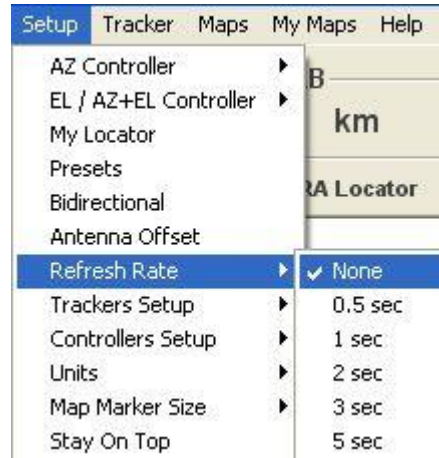 Setup Tracker Maps My Maps Help
AZ Controller
EL / AZ+EL Controller
My Locator
Presets
Bidirectional
Antenna Offset
Refresh Rate
Trackers Setup
Controllers Setup
Units
Map Marker Size
Stay On Top
km
Locator
None
0.5 sec
1 sec
2 sec
3 sec
5 sec